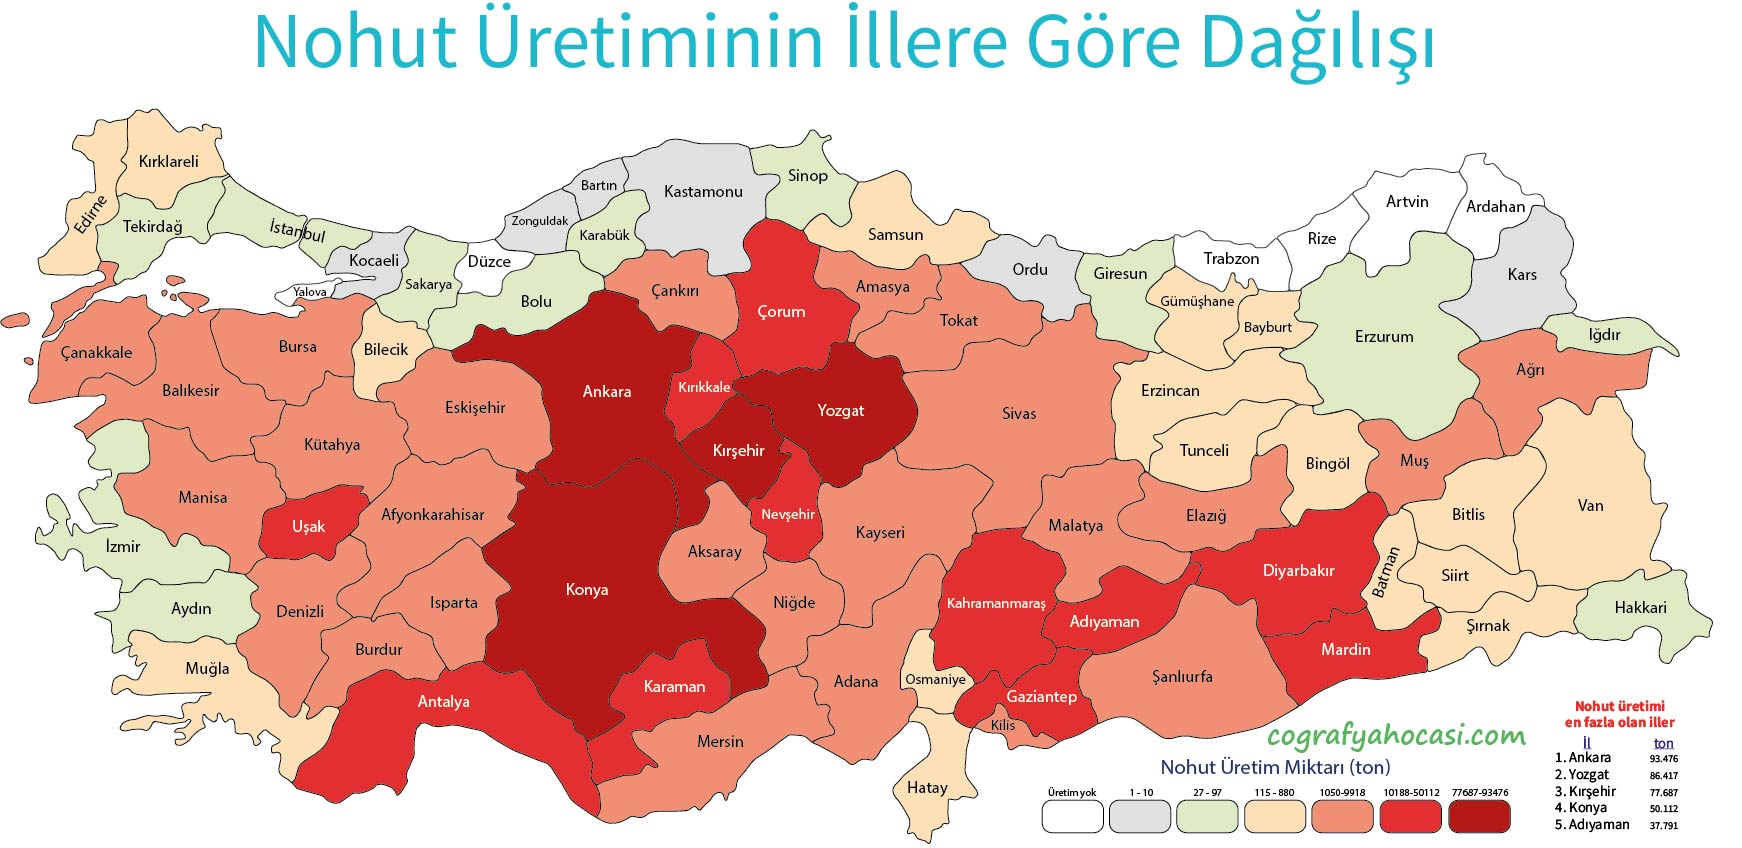 Nohut Üretiminin İllere Göre Dağılışı
Kırklareli
Edirne
Tekirdağ
İstanbul
Kocaeli
Yalova
Sakarya
Düzce
Zonguldak
Bartın
Karabük
Kastamonu
Sinop
Samsun
Ordu
Giresun
Trabzon
Rize
Artvin
Ardahan
Kars
Iğdır
Bolu
Çankırı
Çorum
Amasya
Tokat
Gümüşhane
Bayburt
Erzurum
Ağrı
Çanakkale
Balıkesir
Bursa
Bilecik
Eskişehir
Kütahya
Ankara
Kırıkkale
Yozgat
Kırşehir
Sivas
Erzincan
Tunceli
Bingöl
Muş
Bitlis
Van
Manisa
Uşak
Afyonkarahisar
Nevşehir
Aksaray
Kayseri
Malatya
Elazığ
İzmir
Aydın
Denizli
Isparta
Burdur
Konya
Niğde
Kahramanmaraş
Adıyaman
Diyarbakır
Batman
Siirt
Şırnak
Hakkari
Muğla
Antalya
Karaman
Mersin
Adana
Osmaniye
Gaziantep
Kilis
Şanlıurfa
Mardin
Hatay
cografyahocasi.com
Nohut Üretim Miktarı (ton)
Üretim yok
1 - 10
27 - 97
115 - 880
1050-9918
10188-50112
77687-93476
Nohut üretimi
en fazla olan iller
İl ton
1. Ankara 93.476
2. Yozgat 86.417
3. Kırşehir 77.687
4. Konya 50.112
5. Adıyaman 37.791